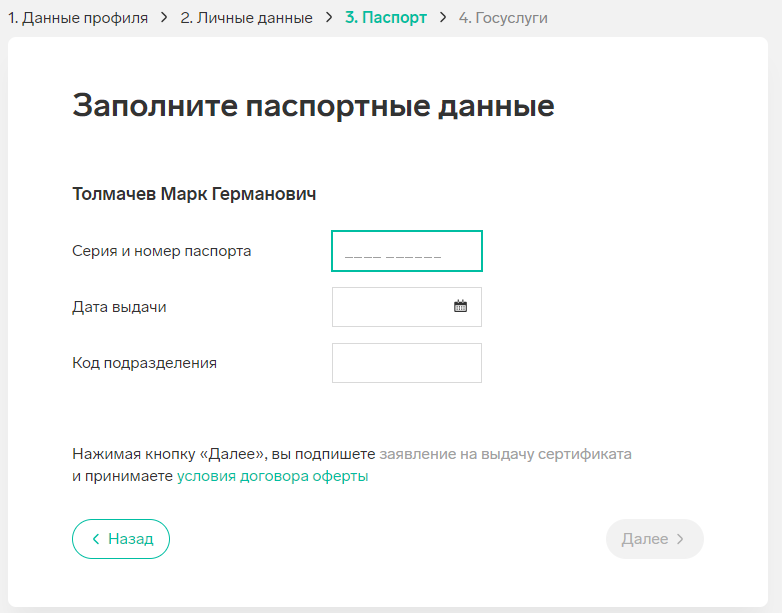 1. Данные профиля > 2. Личные данные > 3. Паспорт > 4. Госуслуги
Заполните паспортные данные
Толмачев Марк Германович
Серия и номер паспорта ____ ______
Дата выдачи
Код подразделения
Нажимая кнопку «Далее», вы подпишете заявление на выдачу сертификата
и принимаете условия договора оферты
< Назад Далее >